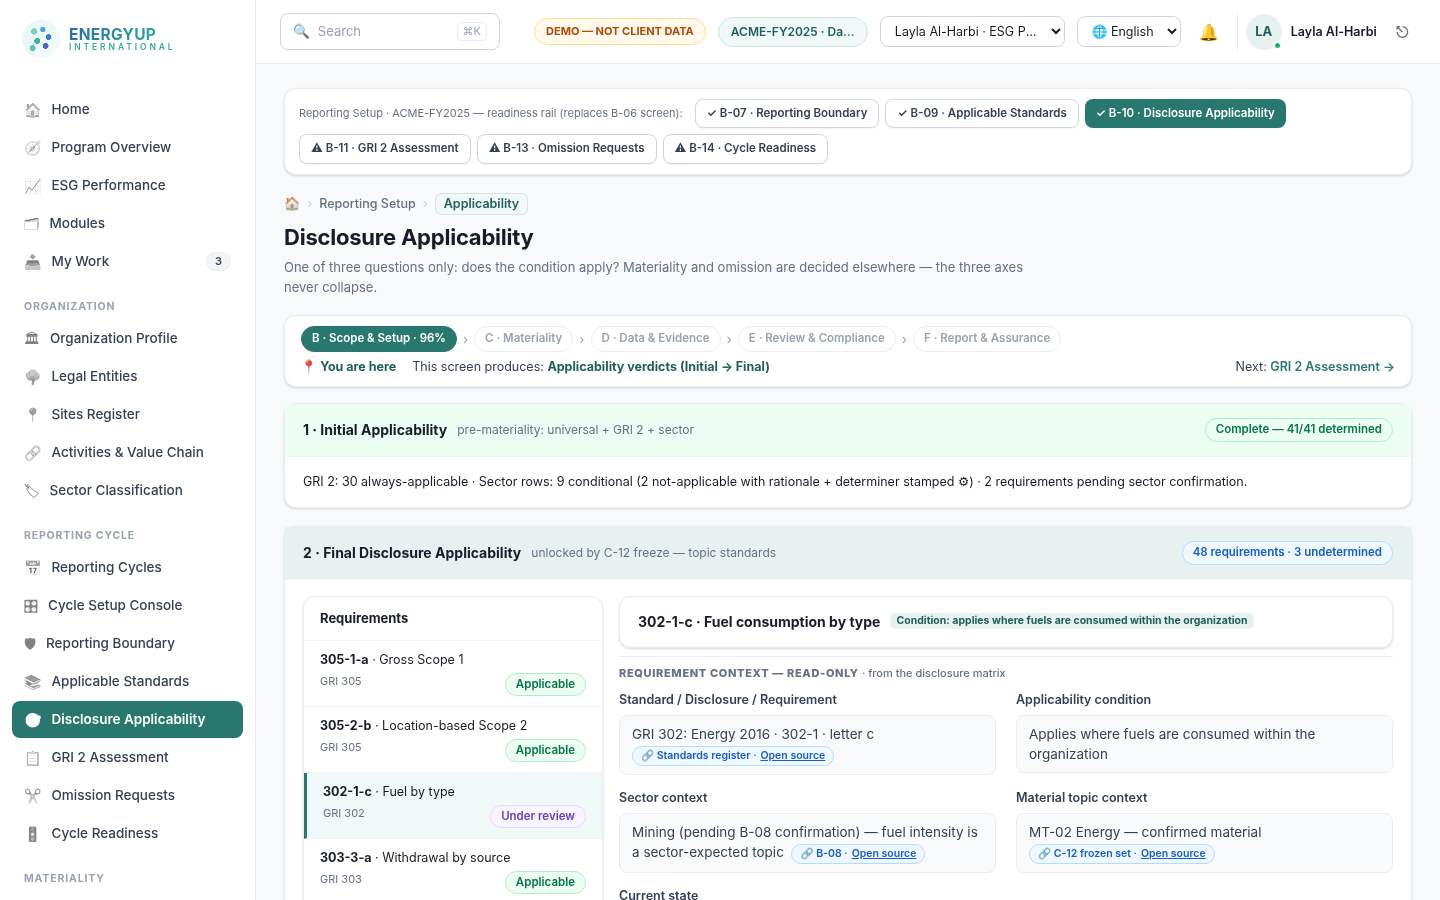 ENERGYUP
INTERNATIONAL
Search ⌘K
DEMO — NOT CLIENT DATA
ACME-FY2025 · Da...
Layla Al-Harbi · ESG P...
English
LA Layla Al-Harbi
Home
Program Overview
ESG Performance
Modules
My Work 3
ORGANIZATION
Organization Profile
Legal Entities
Sites Register
Activities & Value Chain
Sector Classification
REPORTING CYCLE
Reporting Cycles
Cycle Setup Console
Reporting Boundary
Applicable Standards
Disclosure Applicability
GRI 2 Assessment
Omission Requests
Cycle Readiness
MATERIALITY
Reporting Setup · ACME-FY2025 — readiness rail (replaces B-06 screen):
✓ B-07 · Reporting Boundary
✓ B-09 · Applicable Standards
✓ B-10 · Disclosure Applicability
⚠ B-11 · GRI 2 Assessment
⚠ B-13 · Omission Requests
⚠ B-14 · Cycle Readiness
› Reporting Setup › Applicability
Disclosure Applicability
One of three questions only: does the condition apply? Materiality and omission are decided elsewhere — the three axes
never collapse.
B · Scope & Setup · 96% › C · Materiality › D · Data & Evidence › E · Review & Compliance › F · Report & Assurance
You are here This screen produces: Applicability verdicts (Initial → Final)
Next: GRI 2 Assessment →
1 · Initial Applicability pre-materiality: universal + GRI 2 + sector
Complete — 41/41 determined
GRI 2: 30 always-applicable · Sector rows: 9 conditional (2 not-applicable with rationale + determiner stamped ⚙) · 2 requirements pending sector confirmation.
2 · Final Disclosure Applicability unlocked by C-12 freeze — topic standards
48 requirements · 3 undetermined
Requirements
305-1-a · Gross Scope 1
GRI 305
Applicable
305-2-b · Location-based Scope 2
GRI 305
Applicable
302-1-c · Fuel by type
GRI 302
Under review
303-3-a · Withdrawal by source
GRI 303
Applicable
302-1-c · Fuel consumption by type
Condition: applies where fuels are consumed within the organization
REQUIREMENT CONTEXT — READ-ONLY · from the disclosure matrix
Standard / Disclosure / Requirement
GRI 302: Energy 2016 · 302-1 · letter c
Standards register · Open source
Applicability condition
Applies where fuels are consumed within the
organization
Sector context
Mining (pending B-08 confirmation) — fuel intensity is
a sector-expected topic B-08 · Open source
Material topic context
MT-02 Energy — confirmed material
C-12 frozen set · Open source
Current state